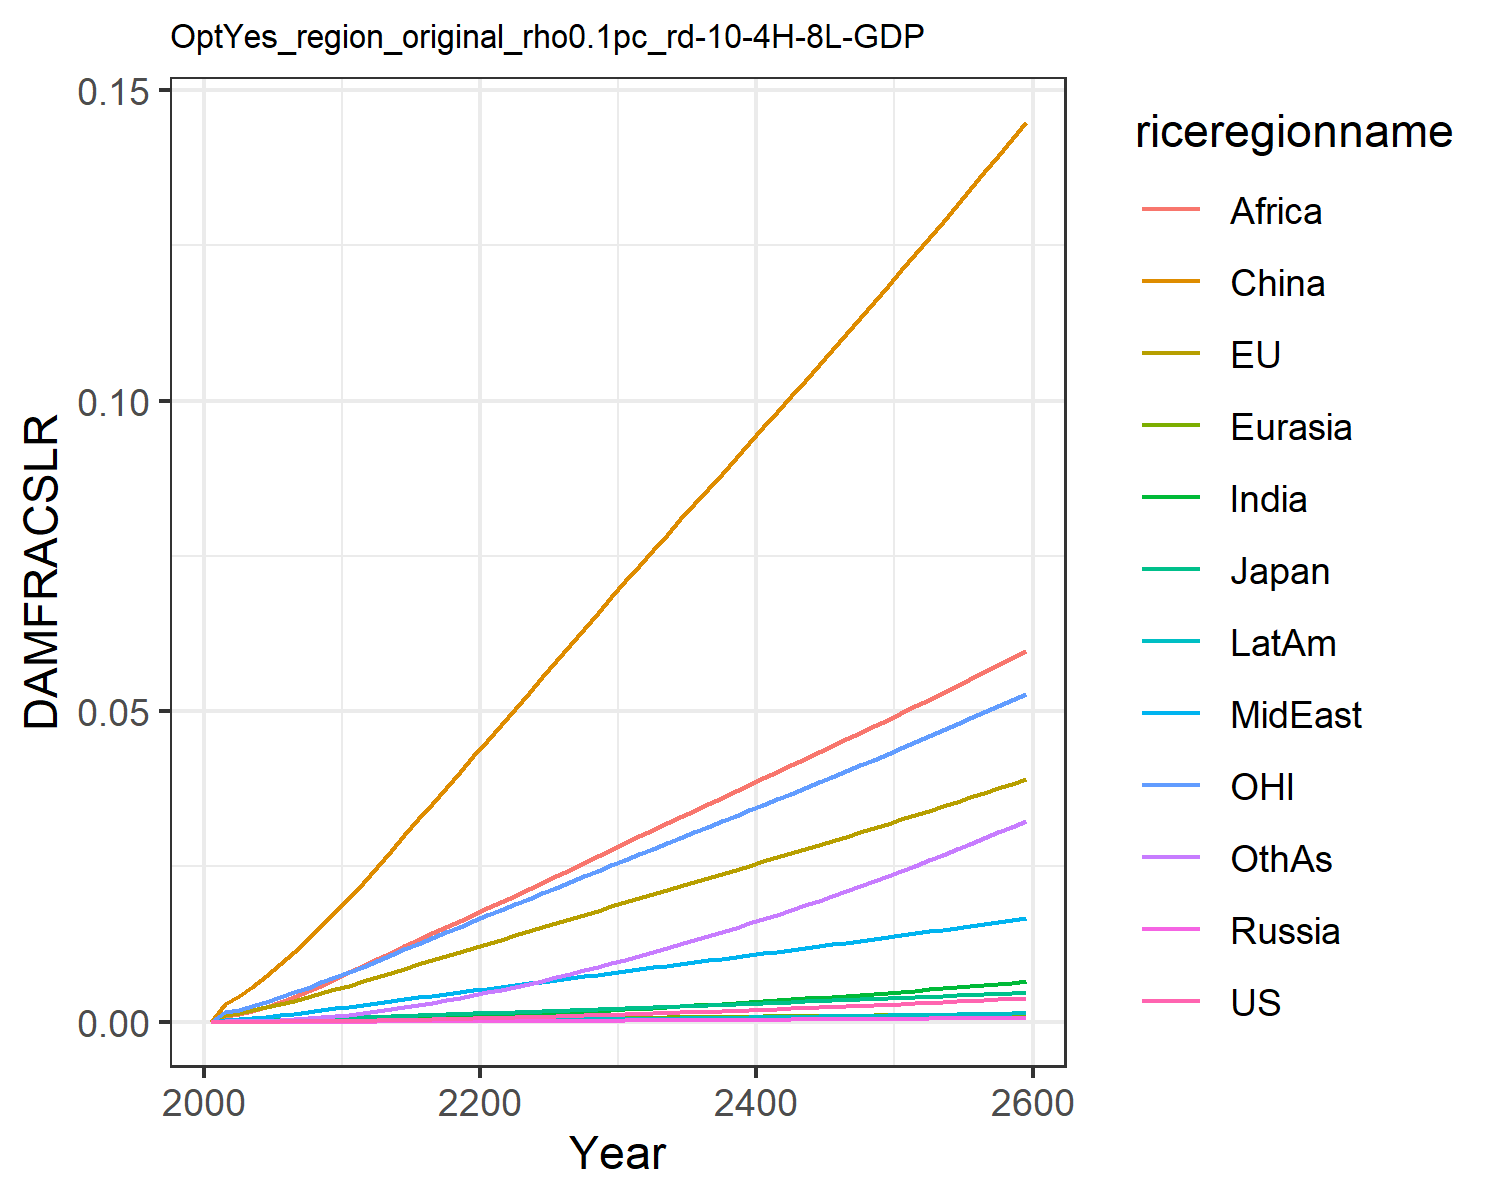 OptYes_region_original_rho0.1pc_rd-10-4H-8L-GDP
0.15
0.10
0.05
0.00
DAMFRACSLR
2000
2200
2400
2600
Year
riceregionname
Africa
China
EU
Eurasia
India
Japan
LatAm
MidEast
OHI
OthAs
Russia
US